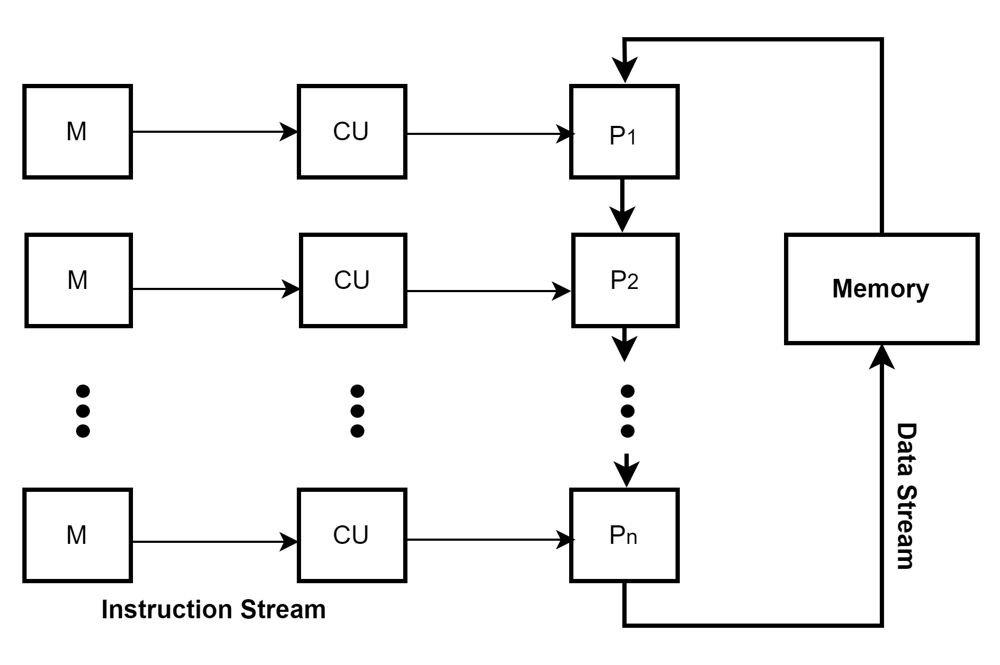 M
CU
P1
M
CU
P2
Memory
Data Stream
M
CU
Pn
Instruction Stream